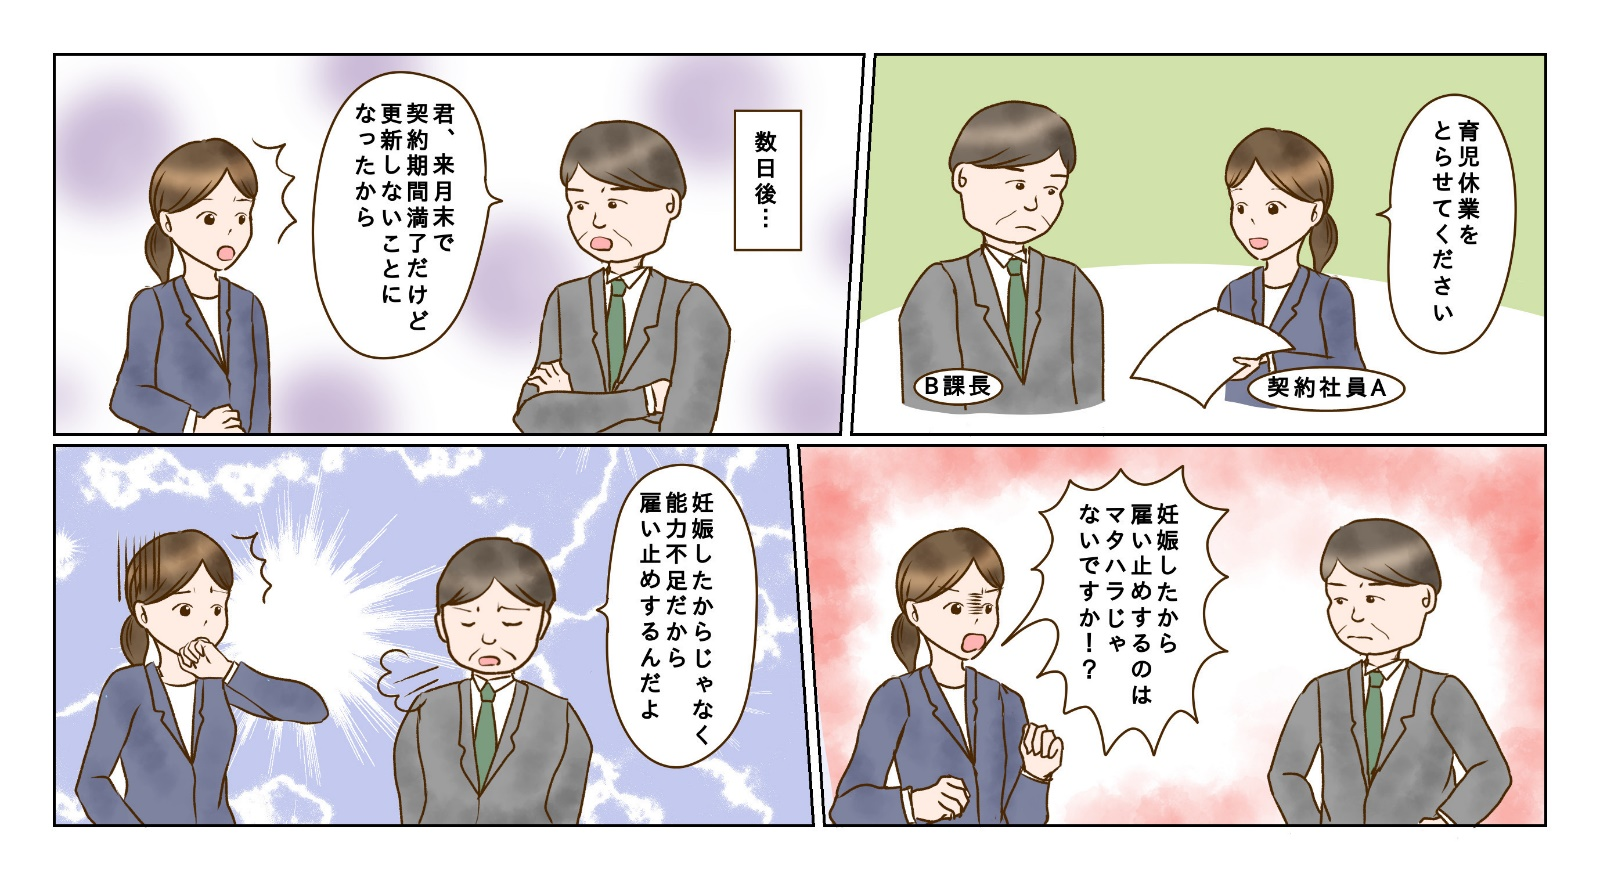 育児休業を
とらせてください
B課長
契約社員A
数日後…
君、来月末で
契約期間満了だけど
更新しないことに
なったから
妊娠したから
雇い止めするのは
マタハラじゃ
ないですか！？
妊娠したからじゃなく
能力不足だから
雇い止めするんだよ